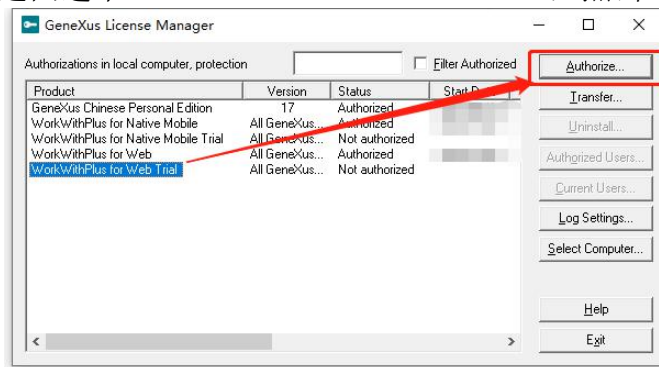 GeneXus License Manager
Authorizations in local computer, protection
Filter Authorized
Authorize...
Product Version Status Start
GeneXus Chinese Personal Edition 17 Authorized
WorkWithPlus for Native Mobile All GeneXus... Authorized
WorkWithPlus for Native Mobile Trial All GeneXus... Not authorized
WorkWithPlus for Web All GeneXus... Authorized
WorkWithPlus for Web Trial All GeneXus... Not authorized
Transfer...
Uninstall...
Authorized Users...
Current Users...
Log Settings...
Select Computer...
Help
Exit